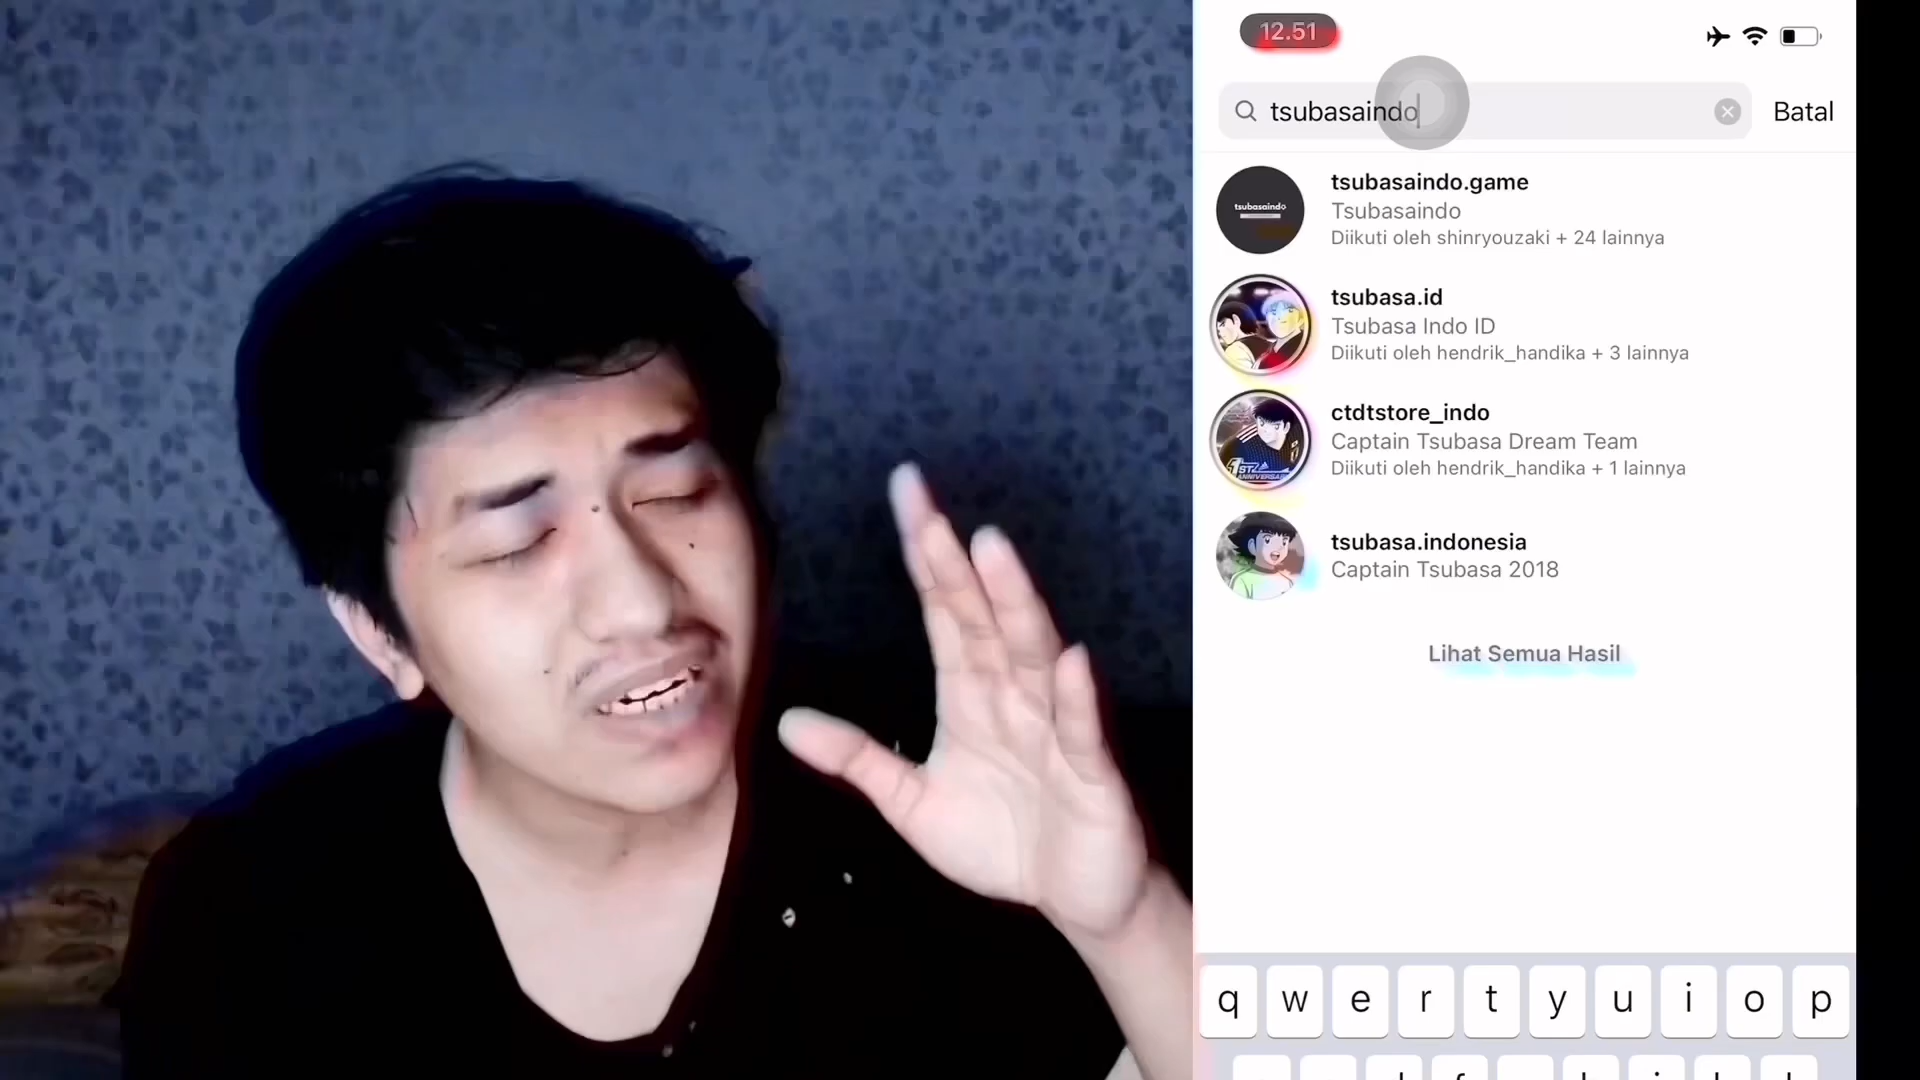 12.51
tsubasaindo
Batal
tsubasaindo
tsubasaindo.game
Tsubasaindo
Diikuti oleh shinryouzaki + 24 lainnya
tsubasa.id
Tsubasa Indo ID
Diikuti oleh hendrik_handika + 3 lainnya
1ST
ANNIVERSARY
ctdtstore_indo
Captain Tsubasa Dream Team
Diikuti oleh hendrik_handika + 1 lainnya
tsubasa.indonesia
Captain Tsubasa 2018
Lihat Semua Hasil
q w e r t y u i o p